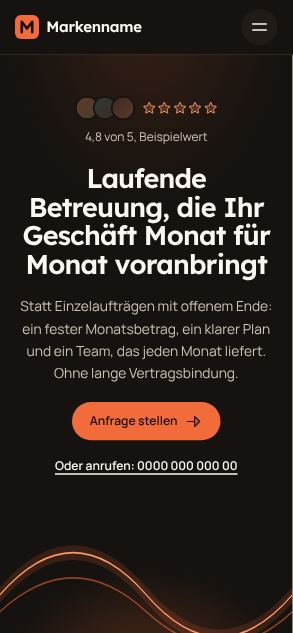 M Markenname
4,8 von 5, Beispielwert
Laufende
Betreuung, die Ihr
Geschäft Monat für
Monat voranbringt
Statt Einzelaufträgen mit offenem Ende:
ein fester Monatsbetrag, ein klarer Plan
und ein Team, das jeden Monat liefert.
Ohne lange Vertragsbindung.
Anfrage stellen
Oder anrufen: 0000 000 000 00